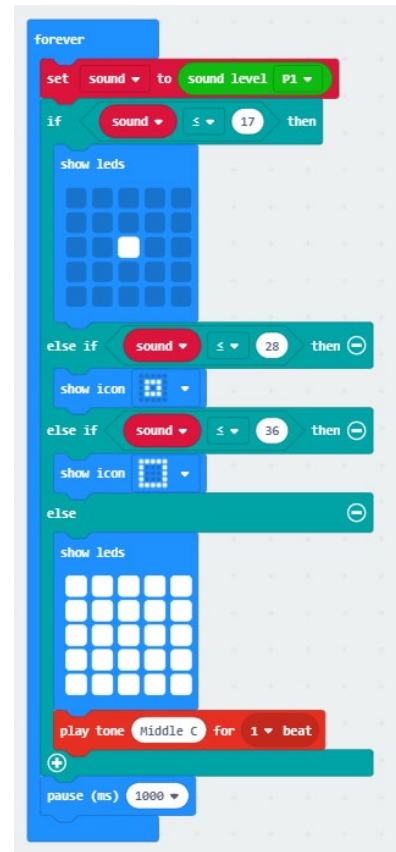 forever
set sound to sound level P1
if sound ≤ 17 then
show leds
else if sound ≤ 28 then
show icon
else if sound ≤ 36 then
show icon
else
show leds
play tone Middle C for 1 beat
pause (ms) 1000